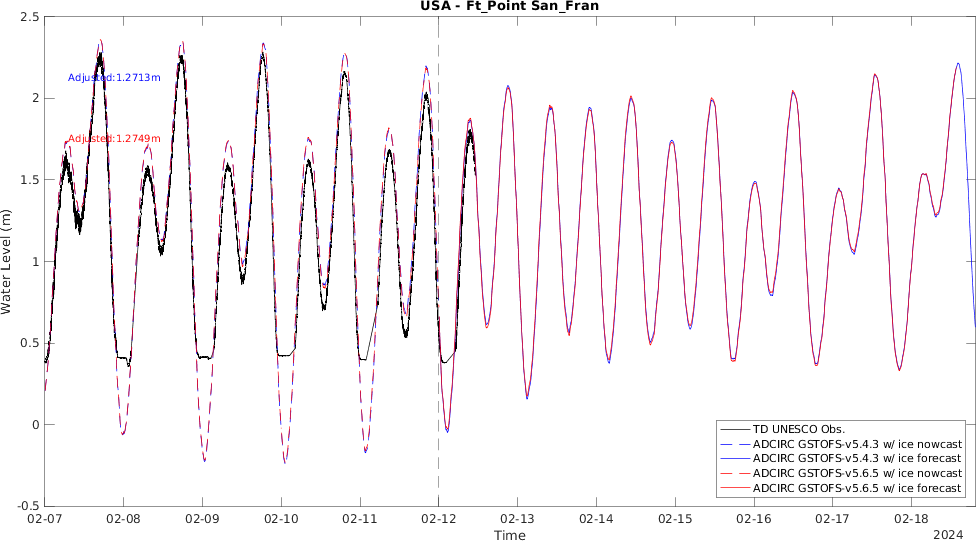 USA - Ft_Point San_Fran
2.5
2
1.5
1
0.5
0
-0.5
Water Level (m)
Adjusted:1.2713m
Adjusted:1.2749m
TD UNESCO Obs.
ADCIRC GSTOFS-v5.4.3 w/ ice nowcast
ADCIRC GSTOFS-v5.4.3 w/ ice forecast
ADCIRC GSTOFS-v5.6.5 w/ ice nowcast
ADCIRC GSTOFS-v5.6.5 w/ ice forecast
02-07 02-08 02-09 02-10 02-11 02-12 02-13 02-14 02-15 02-16 02-17 02-18
Time
2024